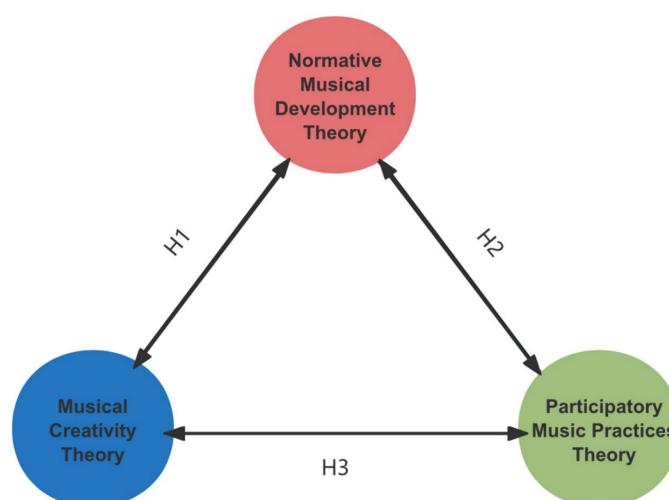 Normative
Musical
Development
Theory
H1
H2
Musical
Creativity
Theory
Participatory
Music Practices
Theory
H3